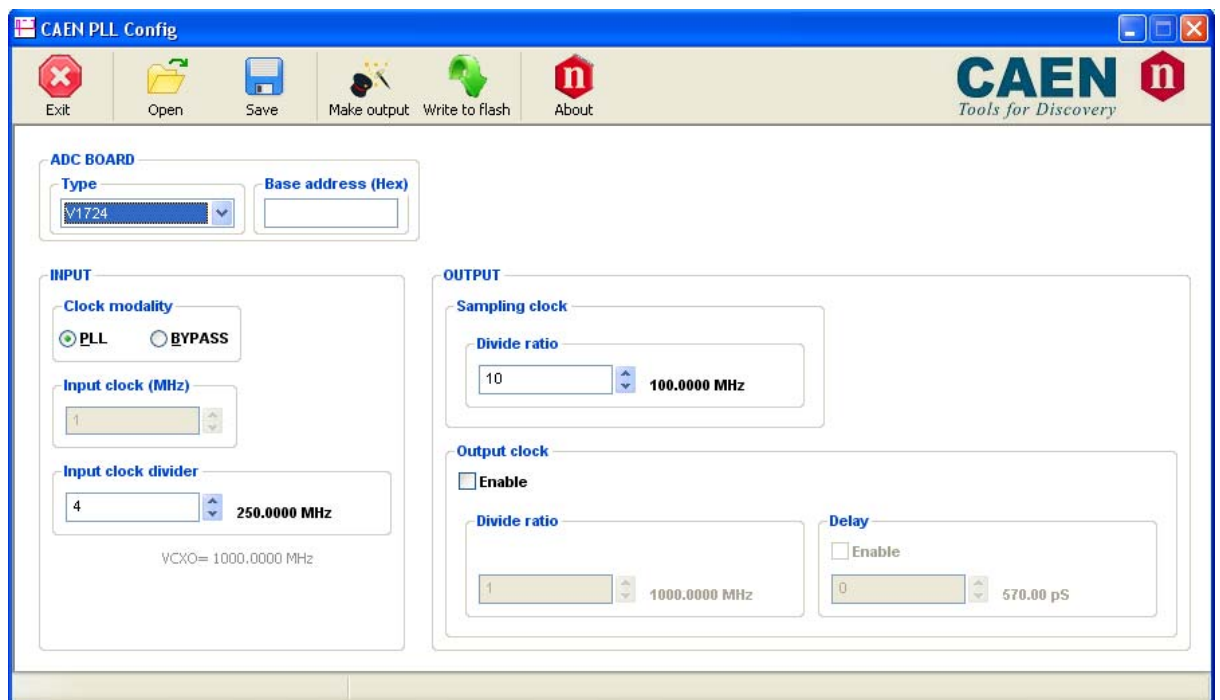 CAEN PLL Config
Exit
Open
Save
Make output
Write to flash
About
CAEN n
Tools for Discovery
ADC BOARD
Type
V1724
Base address (Hex)
INPUT
Clock modality
PLL
BYPASS
Input clock (MHz)
1
Input clock divider
4
250.0000 MHz
VCXO= 1000.0000 MHz
OUTPUT
Sampling clock
Divide ratio
10
100.0000 MHz
Output clock
Enable
Divide ratio
1
1000.0000 MHz
Delay
Enable
0
570.00 pS